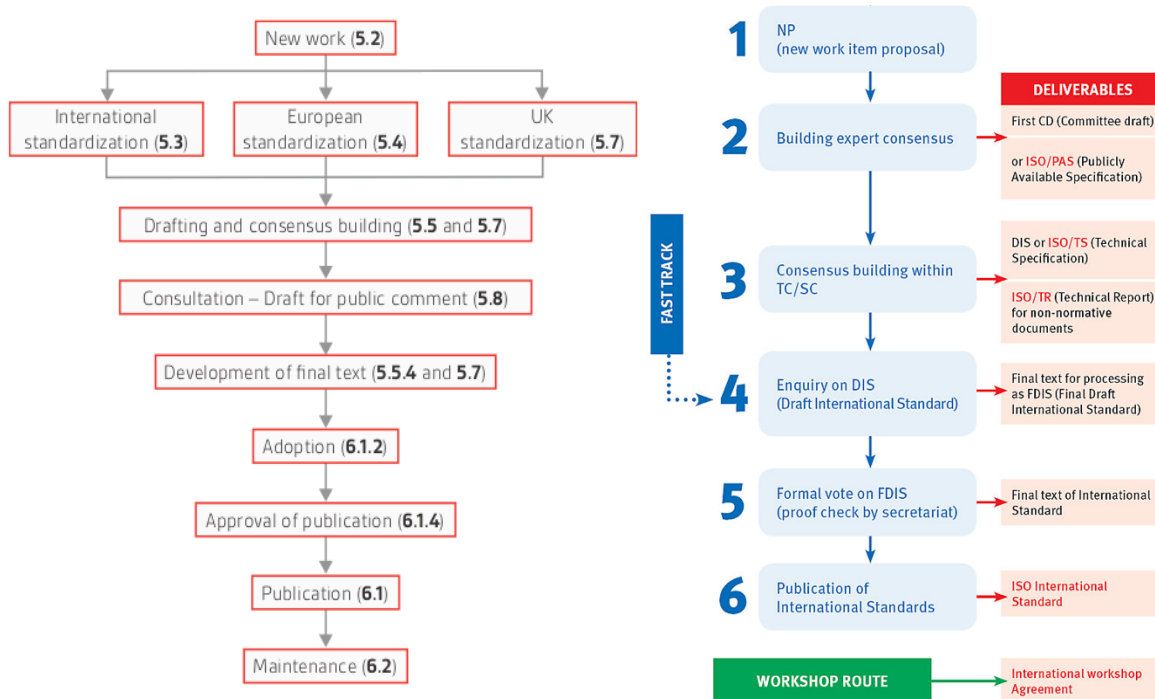 New work (5.2)
International
standardization (5.3)
European
standardization (5.4)
UK
standardization (5.7)
Drafting and consensus building (5.5 and 5.7)
Consultation – Draft for public comment (5.8)
Development of final text (5.5.4 and 5.7)
Adoption (6.1.2)
Approval of publication (6.1.4)
Publication (6.1)
Maintenance (6.2)
1
NP
(new work item proposal)
DELIVERABLES
2
Building expert consensus
First CD (Committee draft)
or ISO/PAS (Publicly
Available Specification)
FAST TRACK
3
Consensus building within
TC/SC
DIS or ISO/TS (Technical
Specification)
ISO/TR (Technical Report)
for non-normative
documents
4
Enquiry on DIS
(Draft International Standard)
Final text for processing
as FDIS (Final Draft
International Standard)
5
Formal vote on FDIS
(proof check by secretariat)
Final text of International
Standard
6
Publication of
International Standards
ISO International
Standard
WORKSHOP ROUTE
International workshop
Agreement